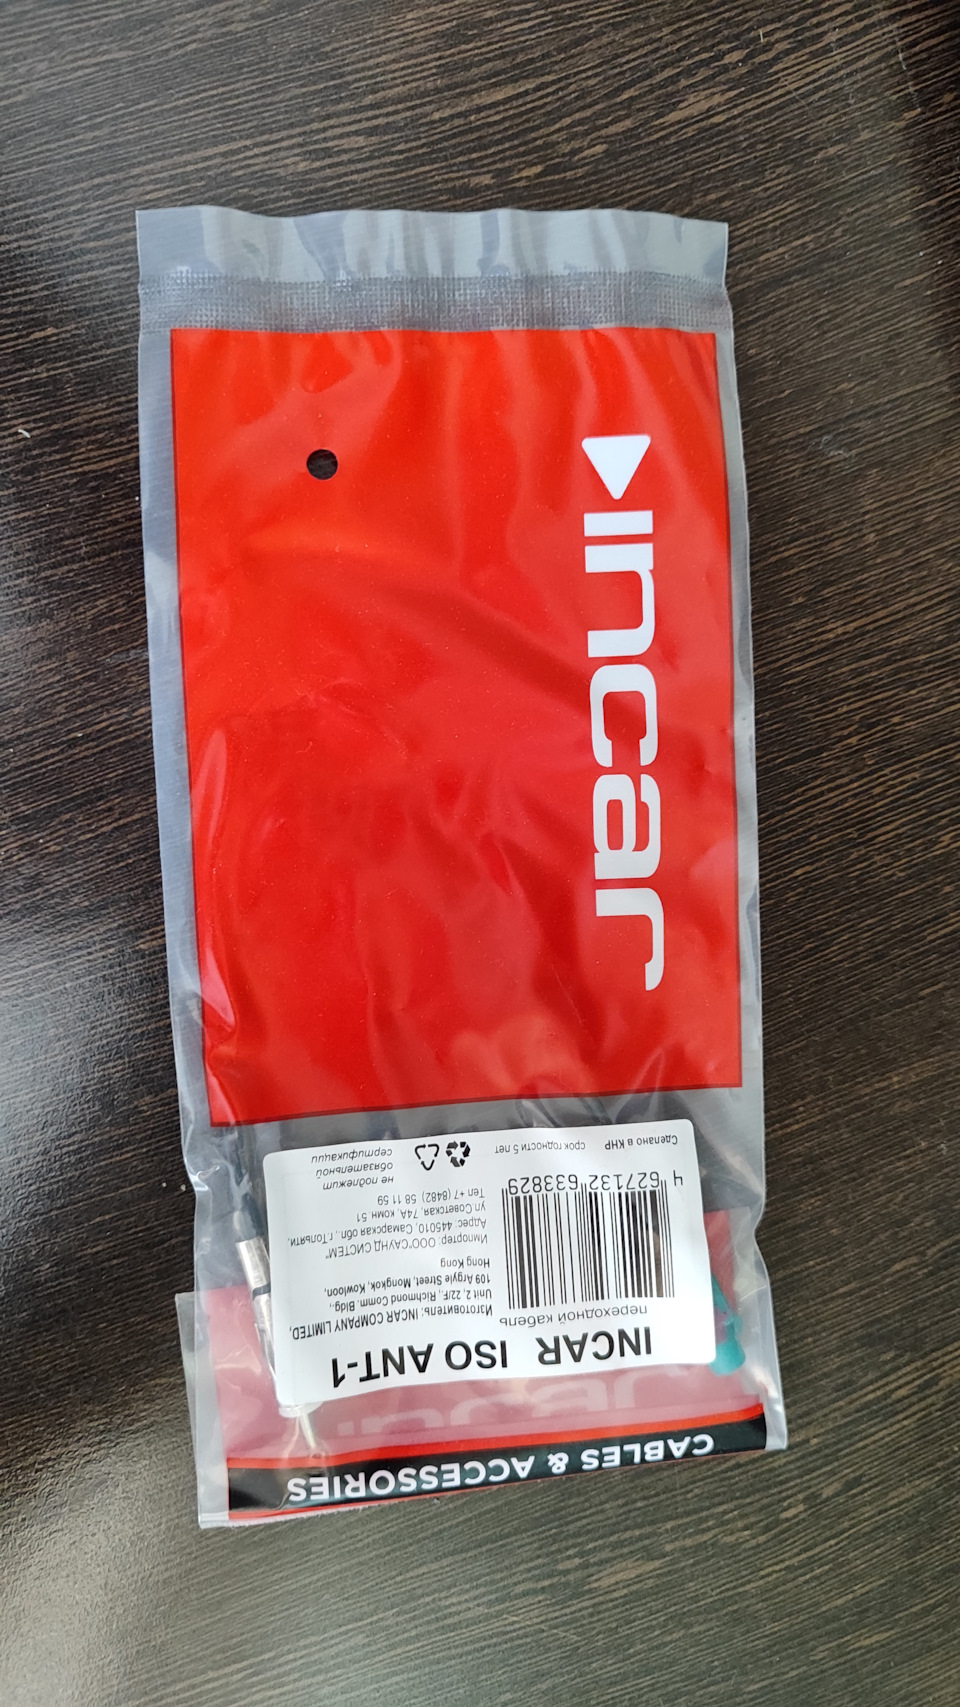 incar
INCAR ISO ANT-1
переходной кабель
4 627132 633829
Сделано в КНР
срок годности 5 лет
Изготовитель: INCAR COMPANY LIMITED,
Unit 2, 22/F, Richmond Comm. Bldg.,
109 Argyle Street, Mongkok, Kowloon,
Hong Kong
Импортер: ООО"САУНД СИСТЕМ"
Адрес: 445010, Самарская обл., г.Тольяти,
ул.Советская, 74А, комн 51
Тел +7 (8482) 58 11 59
не подлежит
обязательной
сертификации
CABLES & ACCESSORIES